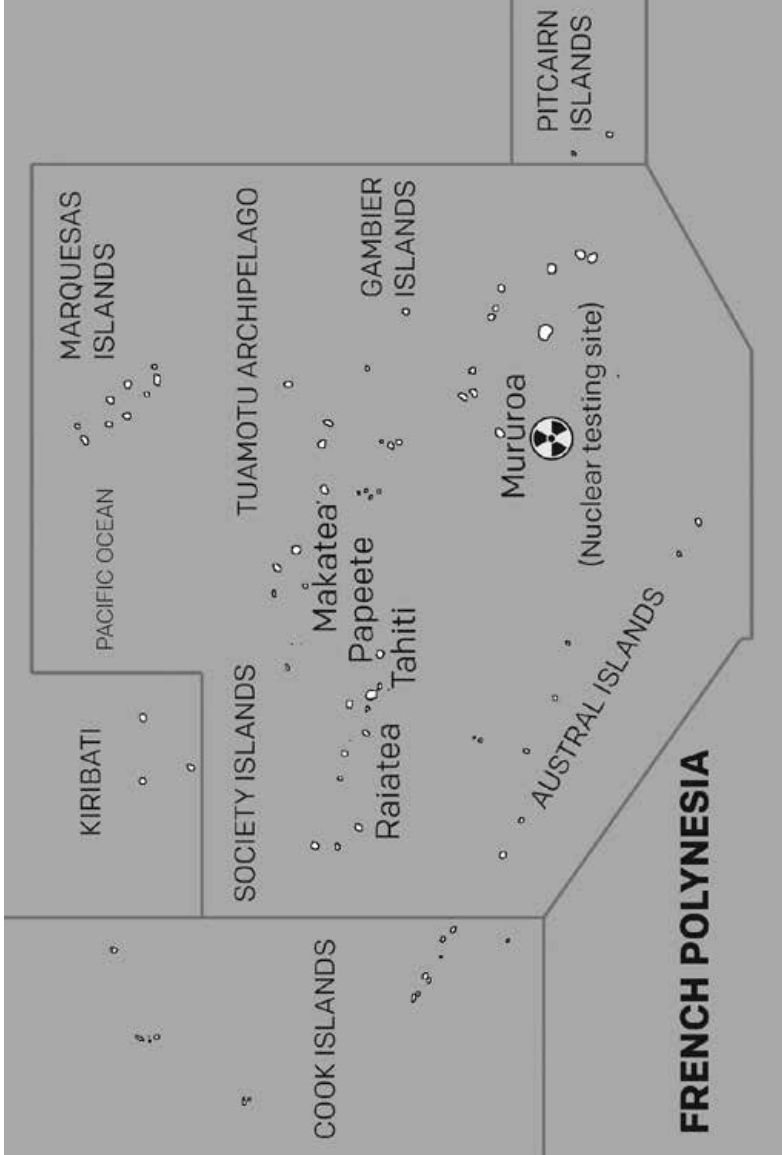 MARQUESAS
ISLANDS
PACIFIC OCEAN
KIRIBATI
TUAMOTU ARCHIPELAGO
SOCIETY ISLANDS
COOK ISLANDS
Makatea
Papeete
Tahiti
Raiatea
GAMBIER
ISLANDS
PITCAIRN
ISLANDS
Mururoa
(Nuclear testing site)
AUSTRAL ISLANDS
FRENCH POLYNESIA